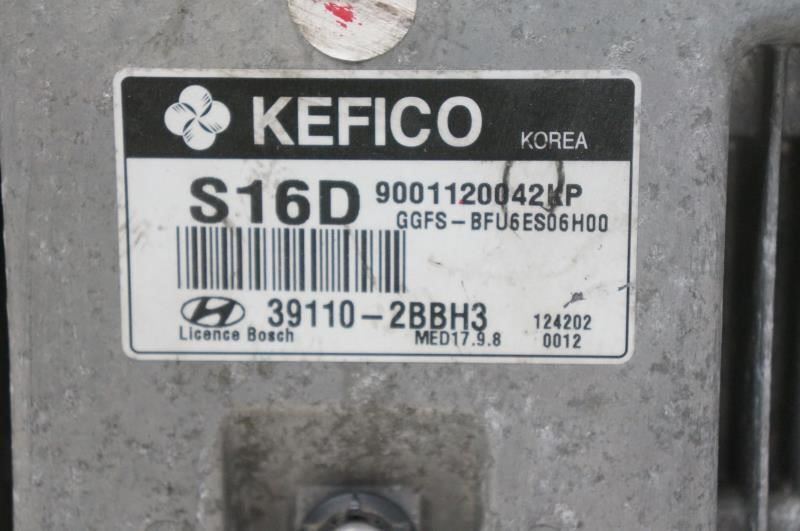 KEFICO KOREA
S16D 9001120042KP
GGFS-BFU6ES06H00
39110-2BBH3 124202
Licence Bosch MED17.9.8 0012